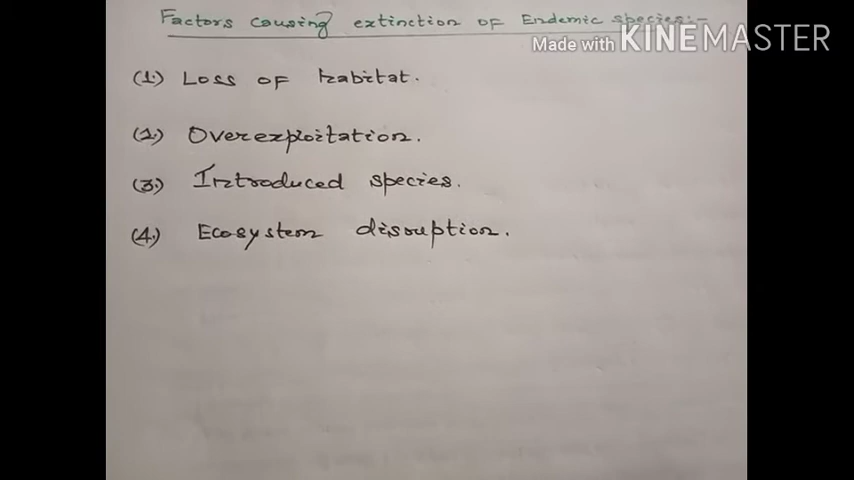 Factors causing extinction of Endemic species:-
Made with KINEMASTER
(1.) Loss of habitat.
(2.) Overexploitation.
(3.) Introduced species.
(4.) Ecosystem disruption.